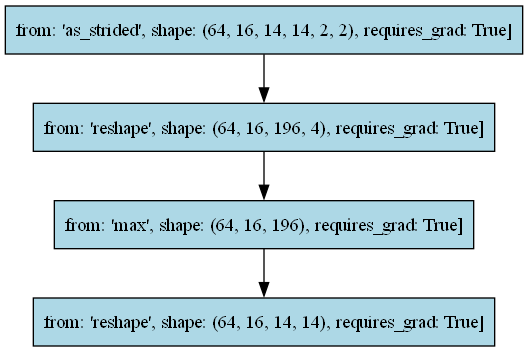 from: 'as_strided', shape: (64, 16, 14, 14, 2, 2), requires_grad: True]
from: 'reshape', shape: (64, 16, 196, 4), requires_grad: True]
from: 'max', shape: (64, 16, 196), requires_grad: True]
from: 'reshape', shape: (64, 16, 14, 14), requires_grad: True]